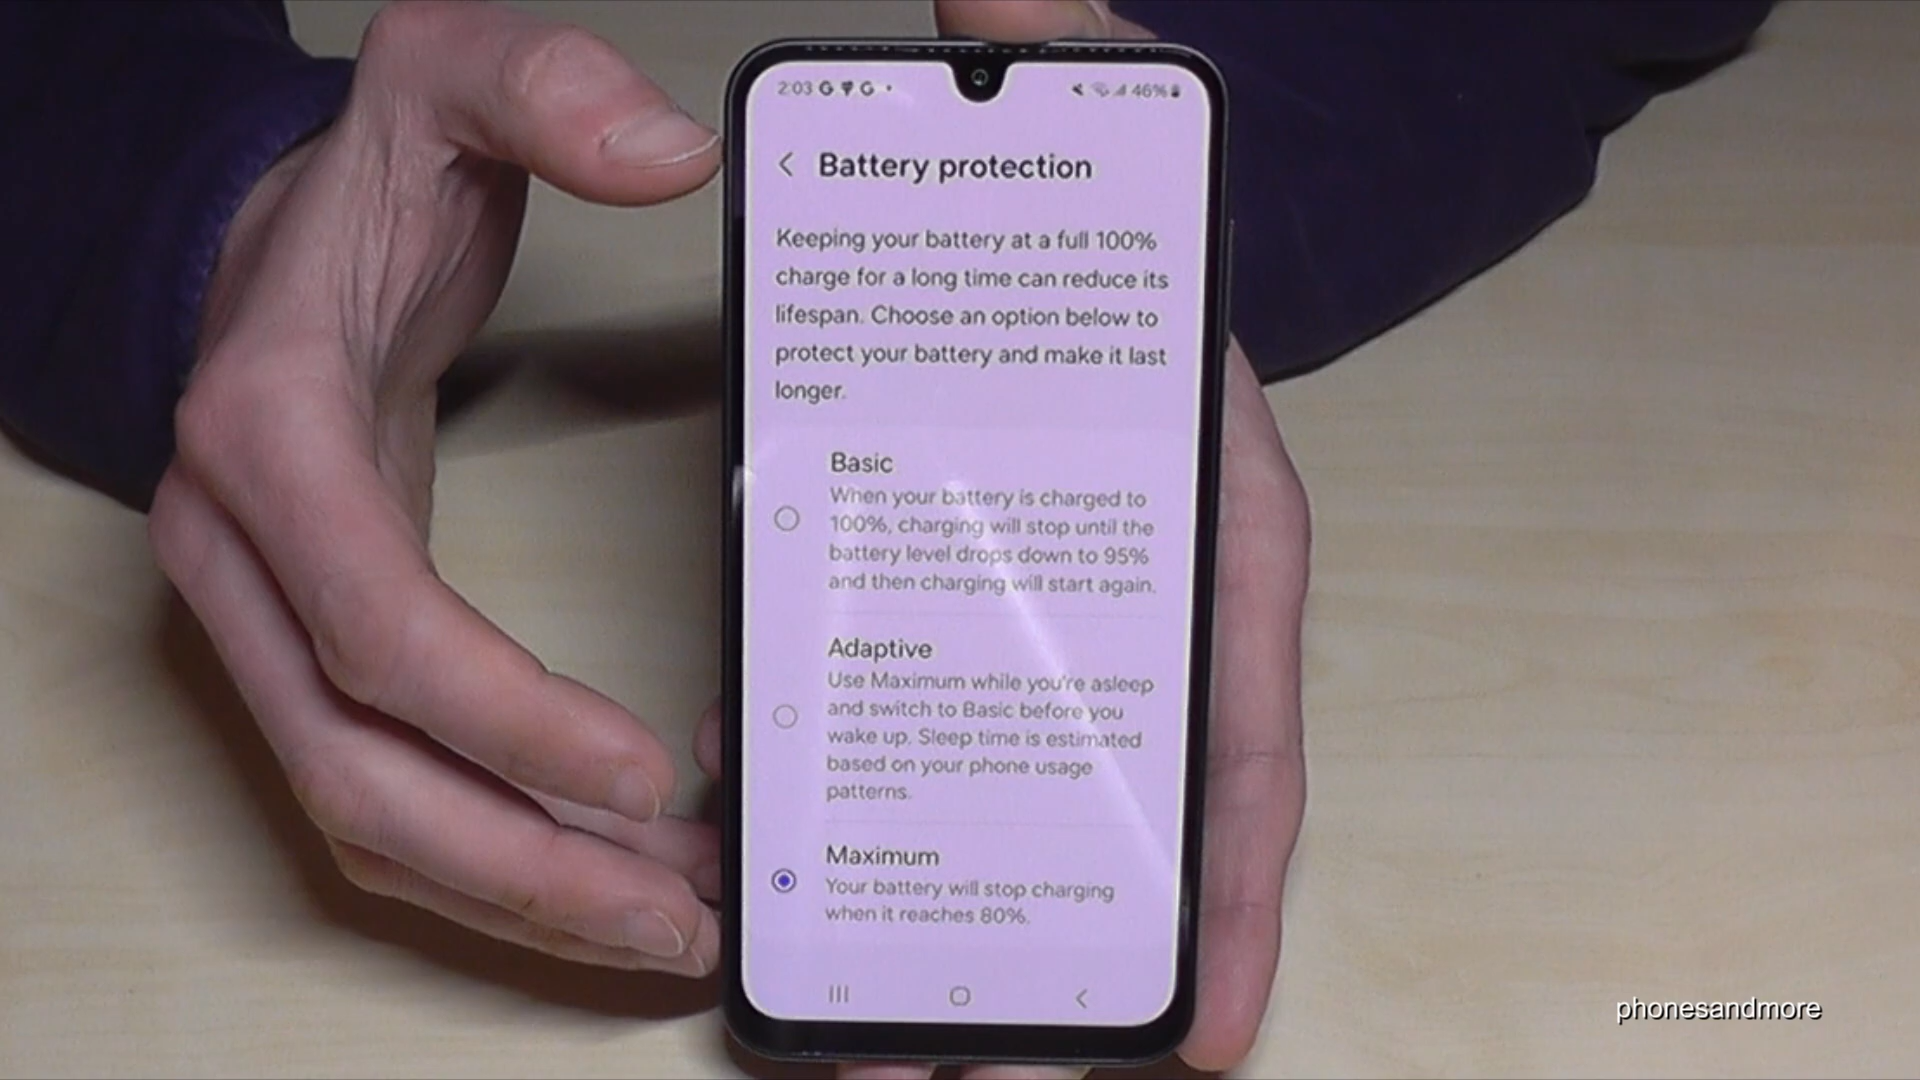 2:03 G G
46%
Battery protection
Keeping your battery at a full 100%
charge for a long time can reduce its
lifespan. Choose an option below to
protect your battery and make it last
longer.
Basic
When your battery is charged to
100%, charging will stop until the
battery level drops down to 95%
and then charging will start again.
Adaptive
Use Maximum while you're asleep
and switch to Basic before you
wake up. Sleep time is estimated
based on your phone usage
patterns.
Maximum
Your battery will stop charging
when it reaches 80%.
phonesandmore